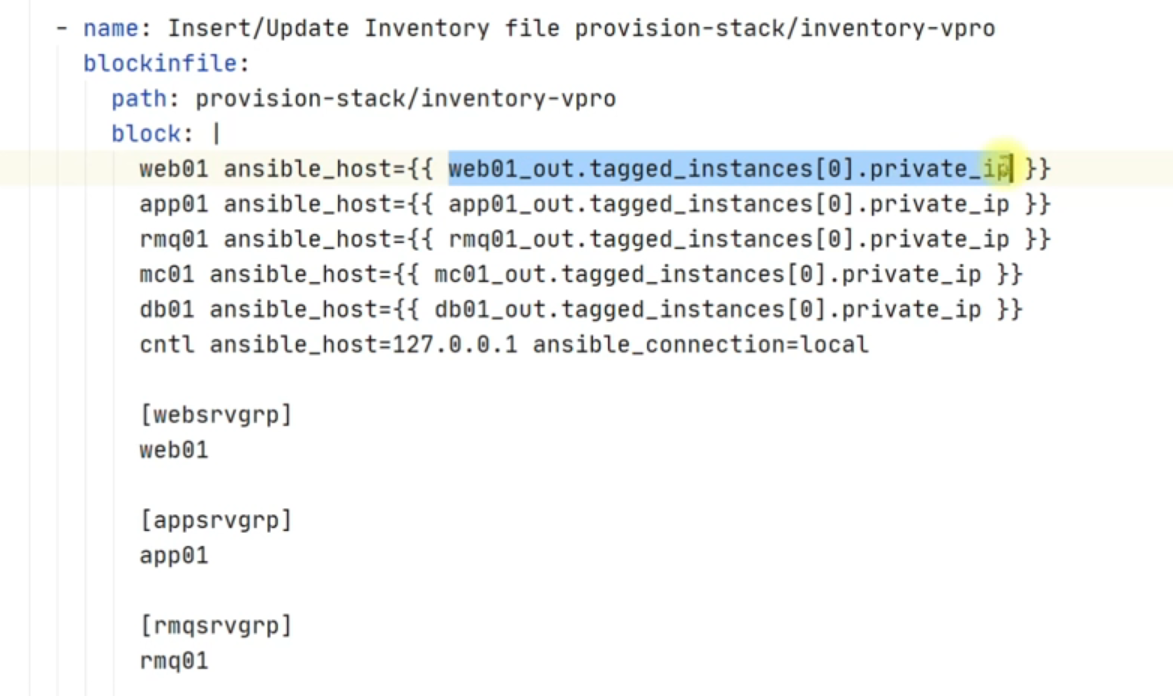 - name: Insert/Update Inventory file provision-stack/inventory-vpro
blockinfile:
path: provision-stack/inventory-vpro
block: |
web01 ansible_host={{ web01_out.tagged_instances[0].private_ip }}
app01 ansible_host={{ app01_out.tagged_instances[0].private_ip }}
rmq01 ansible_host={{ rmq01_out.tagged_instances[0].private_ip }}
mc01 ansible_host={{ mc01_out.tagged_instances[0].private_ip }}
db01 ansible_host={{ db01_out.tagged_instances[0].private_ip }}
cntl ansible_host=127.0.0.1 ansible_connection=local
[websrvgrp]
web01
[appsrvgrp]
app01
[rmqsrvgrp]
rmq01